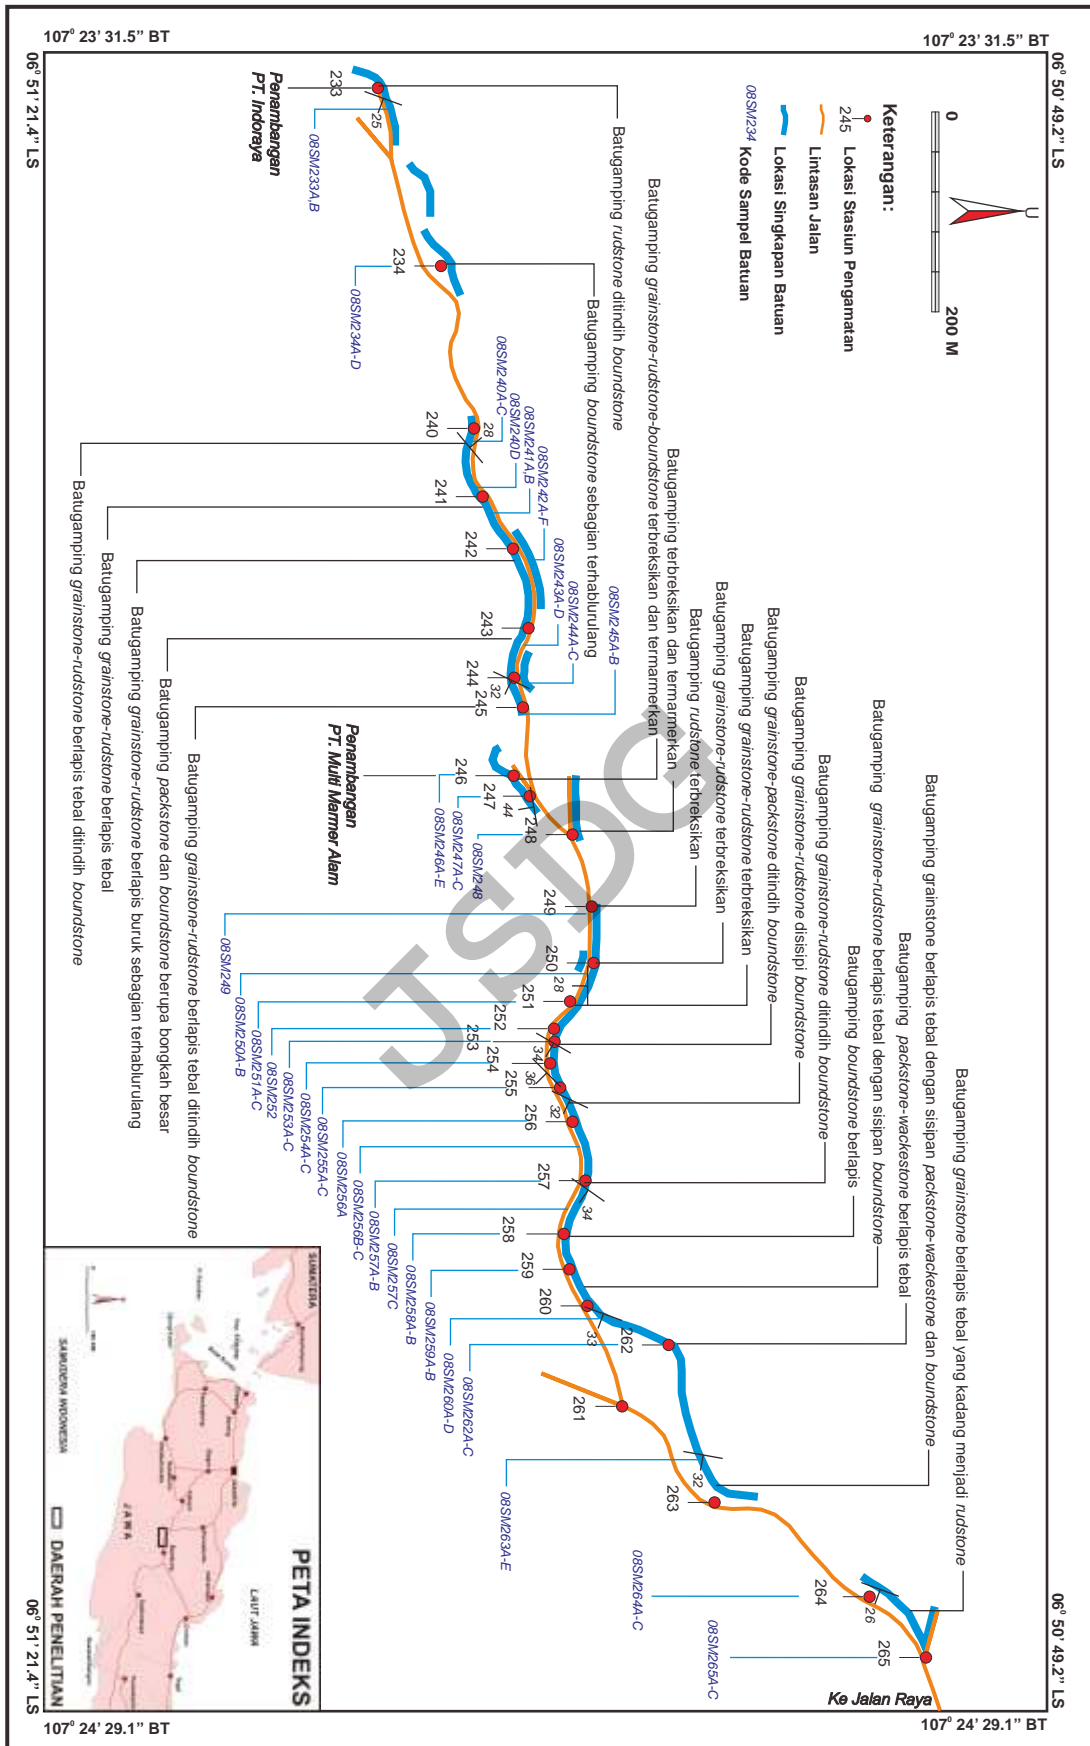 107° 23' 31.5" BT
107° 23' 31.5" BT
06° 51' 21.4" LS
06° 50' 49.2" LS
107° 24' 29.1" BT
107° 24' 29.1" BT
06° 51' 21.4" LS
06° 50' 49.2" LS
U
0
200 M
Keterangan:
245 Lokasi Stasiun Pengamatan
Lintasan Jalan
Lokasi Singkapan Batuan
08SM234 Kode Sampel Batuan
Batugamping grainstone berlapis tebal yang kadang menjadi rudstone
Batugamping grainstone berlapis tebal dengan sisipan packstone-wackestone dan boundstone
Batugamping packstone-wackestone berlapis tebal
Batugamping grainstone-rudstone berlapis tebal dengan sisipan boundstone
Batugamping boundstone berlapis
Batugamping grainstone-rudstone ditindih boundstone
Batugamping grainstone-rudstone disisipi boundstone
Batugamping grainstone-packstone ditindih boundstone
Batugamping grainstone-rudstone terbreksikan
Batugamping grainstone-rudstone terbreksikan
Batugamping rudstone terbreksikan
Batugamping terbreksikan dan termarmerkan
Batugamping grainstone-rudstone-boundstone terbreksikan dan termarmerkan
Batugamping rudstone ditindih boundstone
Batugamping boundstone sebagian terhablurulang
233
234
240
241
242
243
244
245
246
247
248
249
250
251
252
253
254
255
256
257
258
259
260
262
261
263
264
265
25
28
32
44
28
34
36
32
34
33
32
26
08SM233A,B
08SM234A-D
08SM240A-C
08SM240D
08SM241A,B
08SM242A-F
08SM243A-D
08SM244A-C
08SM245A-B
08SM246A-E
08SM247A-C
08SM248
08SM249
08SM250A-B
08SM251A-C
08SM252
08SM253A-C
08SM254A-C
08SM255A-C
08SM256A
08SM256B-C
08SM257A-B
08SM257C
08SM258A-B
08SM259A-B
08SM260A-D
08SM262A-C
08SM263A-E
08SM264A-C
08SM265A-C
Penambangan
PT. Indoraya
Penambangan
PT. Multi Marmer Alam
Ke Jalan Raya
Batugamping grainstone-rudstone berlapis tebal ditindih boundstone
Batugamping packstone dan boundstone berupa bongkah besar
Batugamping grainstone-rudstone berlapis buruk sebagian terhablurulang
Batugamping grainstone-rudstone berlapis tebal
Batugamping grainstone-rudstone berlapis tebal ditindih boundstone
JSDG
PETA INDEKS
LAUT JAWA
SUMATERA
JAWA
SAMUDERA INDONESIA
DAERAH PENELITIAN